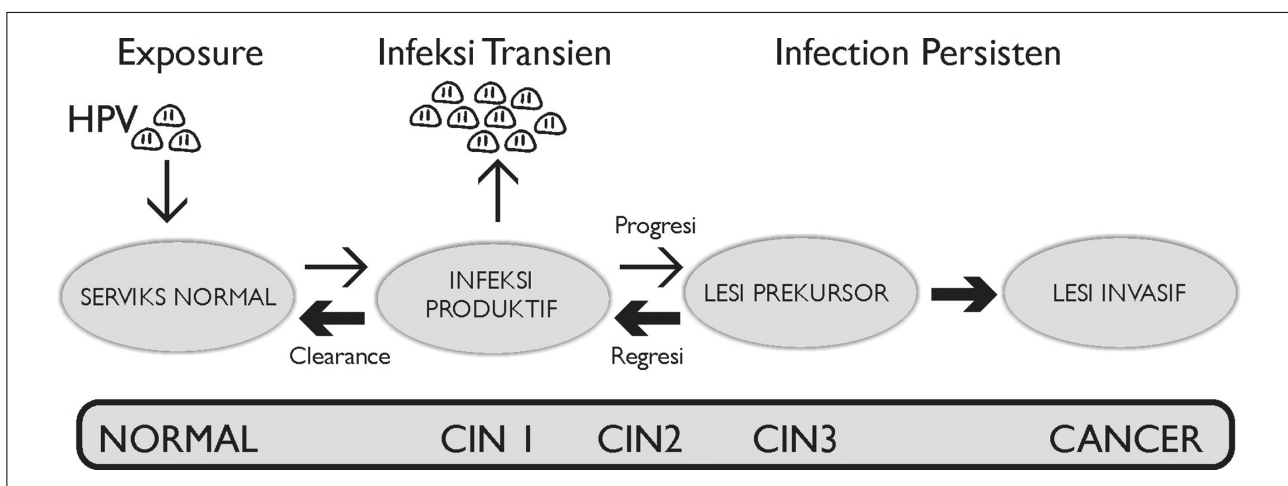 Exposure
Infeksi Transien
Infection Persisten
HPV
Progresi
SERVIKS NORMAL
INFEKSI
PRODUKTIF
LESI PREKURSOR
LESI INVASIF
Clearance
Regresi
NORMAL
CIN 1
CIN2
CIN3
CANCER